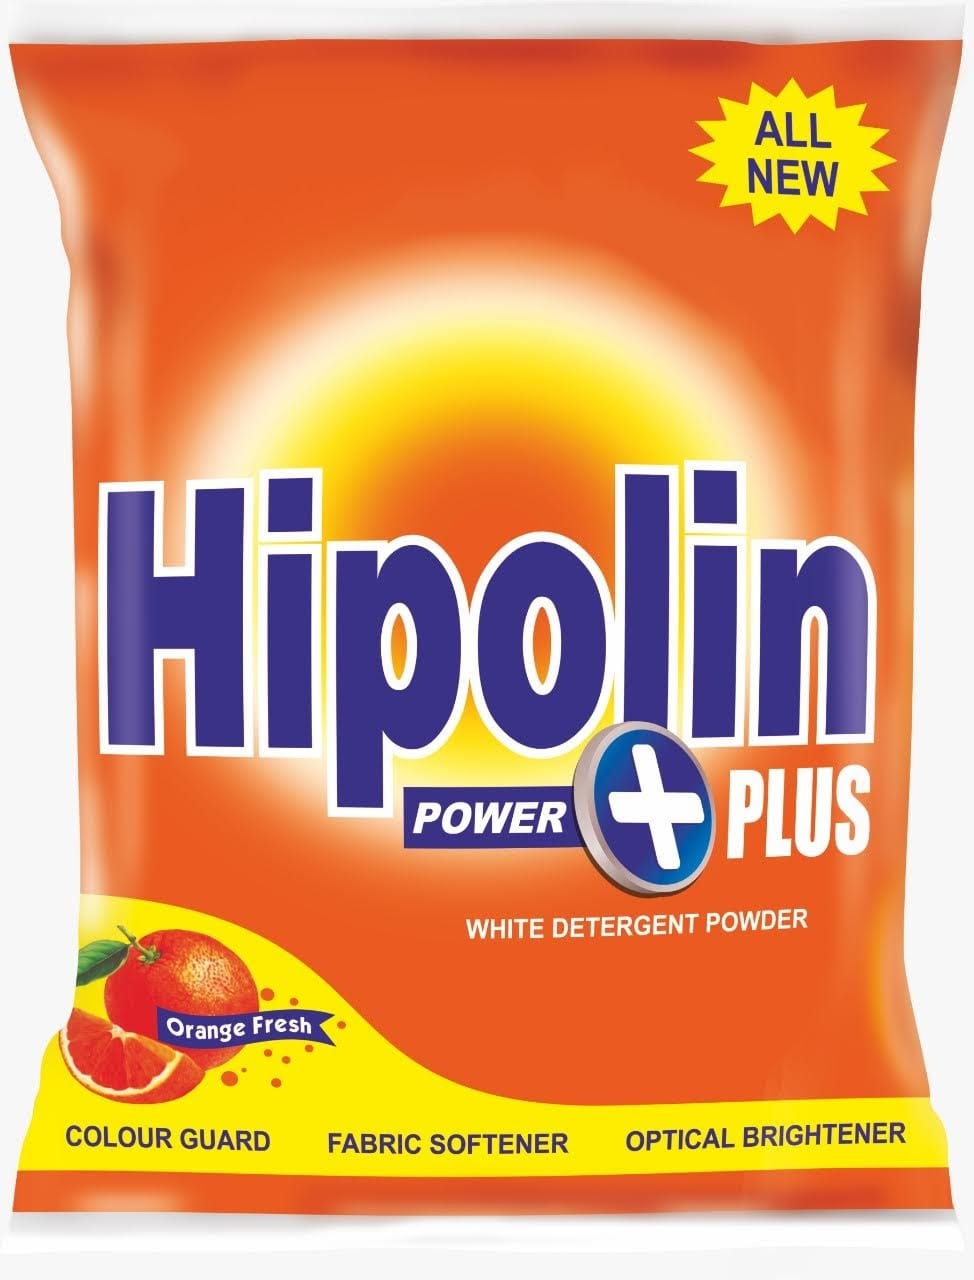 ALL
NEW
Hipolin
POWER + PLUS
WHITE DETERGENT POWDER
Orange Fresh
COLOUR GUARD FABRIC SOFTENER OPTICAL BRIGHTENER